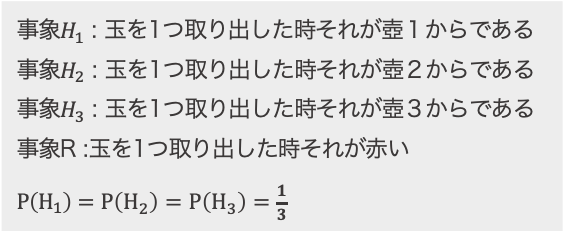 事象H₁：玉を1つ取り出した時それが壺１からである
事象H₂：玉を1つ取り出した時それが壺２からである
事象H₃：玉を1つ取り出した時それが壺３からである
事象R :玉を1つ取り出した時それが赤い
P(H₁) = P(H₂) = P(H₃) = 1/3